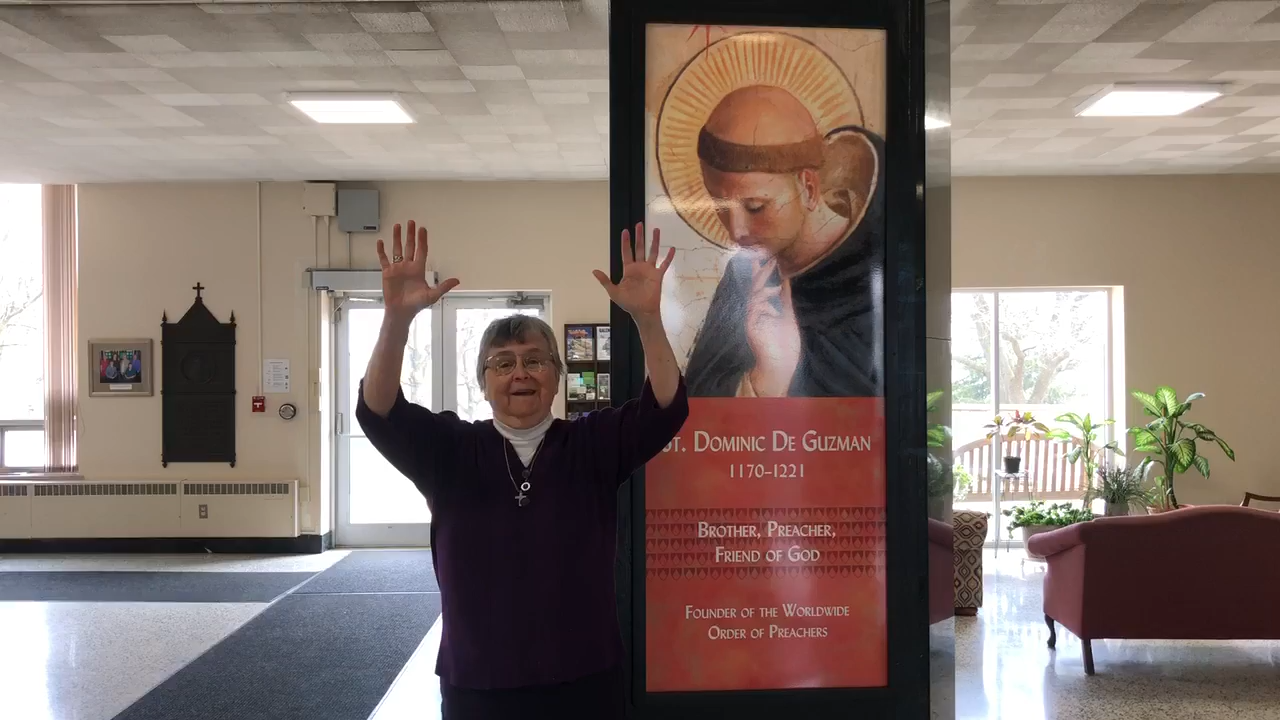 St. Dominic De Guzman
1170-1221
Brother, Preacher,
Friend of God
Founder of the Worldwide
Order of Preachers